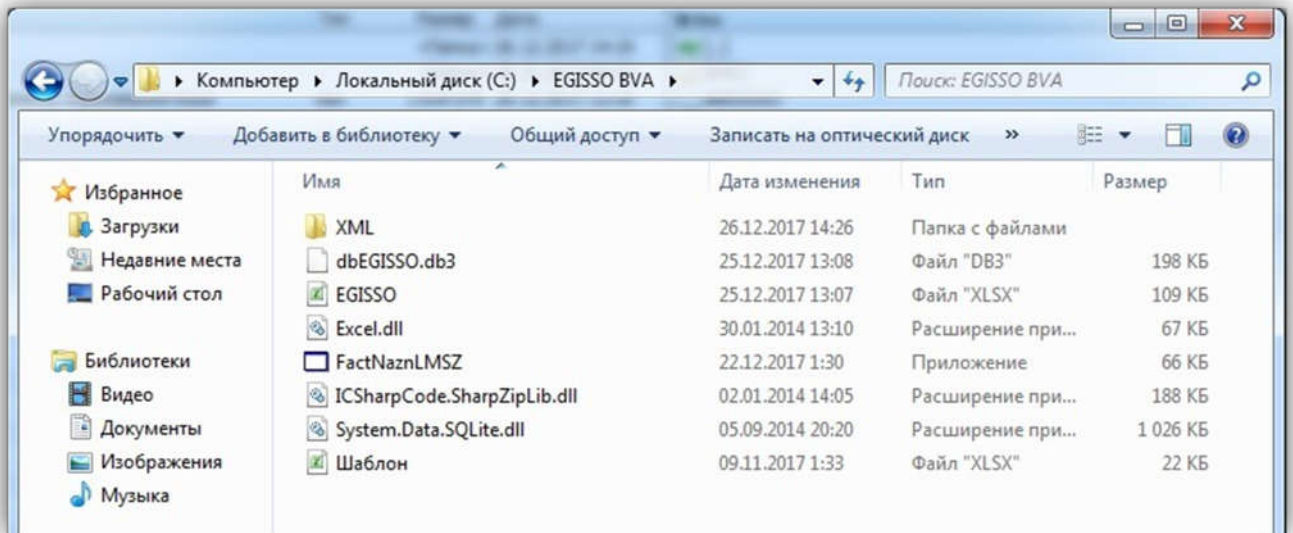 Компьютер ▸ Локальный диск (C:) ▸ EGISSO BVA ▸ Поиск: EGISSO BVA
Упорядочить Добавить в библиотеку Общий доступ Записать на оптический диск »
Имя Дата изменения Тип Размер
Избранное
Загрузки
Недавние места
Рабочий стол
Библиотеки
Видео
Документы
Изображения
Музыка
XML 26.12.2017 14:26 Папка с файлами
dbEGISSO.db3 25.12.2017 13:08 Файл "DB3" 198 КБ
EGISSO 25.12.2017 13:07 Файл "XLSX" 109 КБ
Excel.dll 30.01.2014 13:10 Расширение при... 67 КБ
FactNaznLMSZ 22.12.2017 1:30 Приложение 66 КБ
ICSharpCode.SharpZipLib.dll 02.01.2014 14:05 Расширение при... 188 КБ
System.Data.SQLite.dll 05.09.2014 20:20 Расширение при... 1 026 КБ
Шаблон 09.11.2017 1:33 Файл "XLSX" 22 КБ